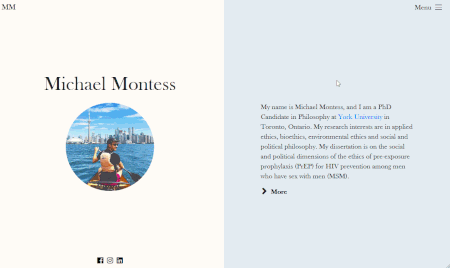 MM
Menu
Michael Montess
My name is Michael Montess, and I am a PhD
Candidate in Philosophy at York University in
Toronto, Ontario. My research interests are in applied
ethics, bioethics, environmental ethics and social and
political philosophy. My dissertation is on the social
and political dimensions of the ethics of pre-exposure
prophylaxis (PrEP) for HIV prevention among men
who have sex with men (MSM).
More